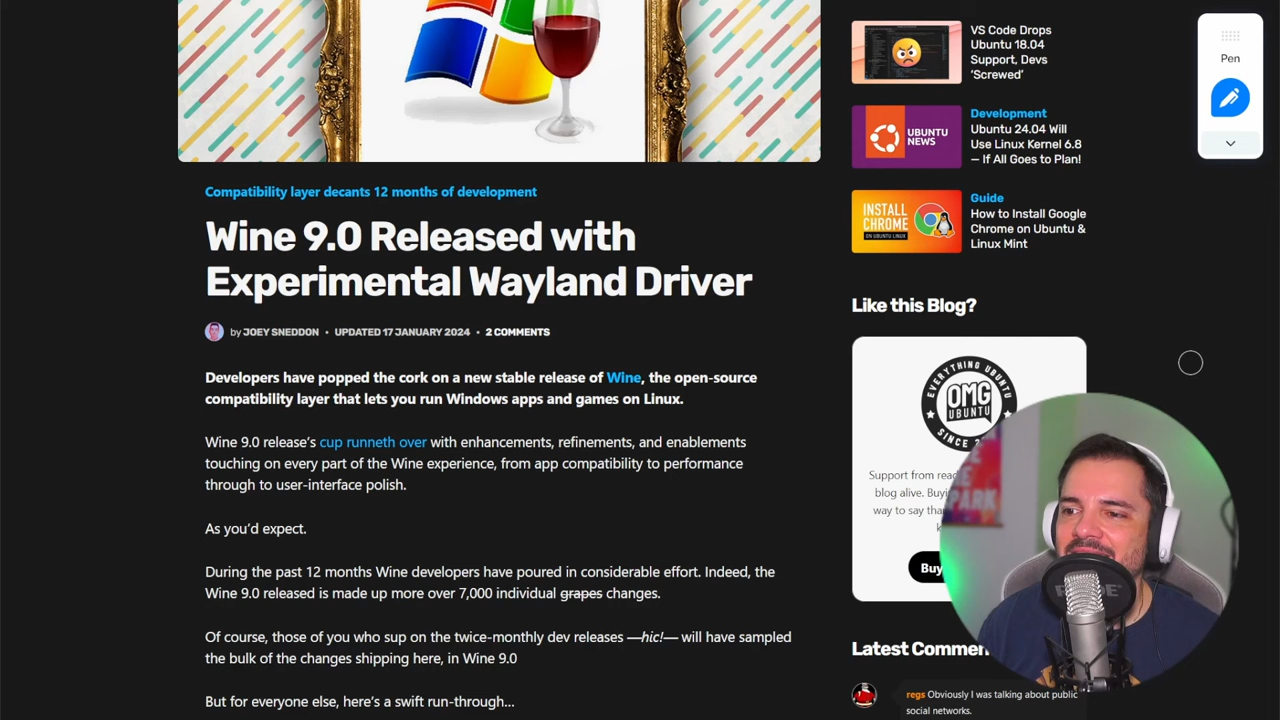 Compatibility layer decants 12 months of development
Wine 9.0 Released with
Experimental Wayland Driver
by JOEY SNEDDON • UPDATED 17 JANUARY 2024 • 2 COMMENTS
Developers have popped the cork on a new stable release of Wine, the open-source
compatibility layer that lets you run Windows apps and games on Linux.
Wine 9.0 release's cup runneth over with enhancements, refinements, and enablements
touching on every part of the Wine experience, from app compatibility to performance
through to user-interface polish.
As you'd expect.
During the past 12 months Wine developers have poured in considerable effort. Indeed, the
Wine 9.0 released is made up more over 7,000 individual grapes changes.
Of course, those of you who sup on the twice-monthly dev releases —hic!— will have sampled
the bulk of the changes shipping here, in Wine 9.0
But for everyone else, here's a swift run-through...
VS Code Drops
Ubuntu 18.04
Support, Devs
'Screwed'
UBUNTU
NEWS
Development
Ubuntu 24.04 Will
Use Linux Kernel 6.8
— If All Goes to Plan!
INSTALL
CHROME
ON UBUNTU LINUX
Guide
How to Install Google
Chrome on Ubuntu &
Linux Mint
Like this Blog?
EVERYTHING UBUNTU
OMG
UBUNTU
SINCE
Support from
blog alive.
way to say
Buy
PARK
RODE
Latest
regs Obviously I was talking about public
social networks.
Pen